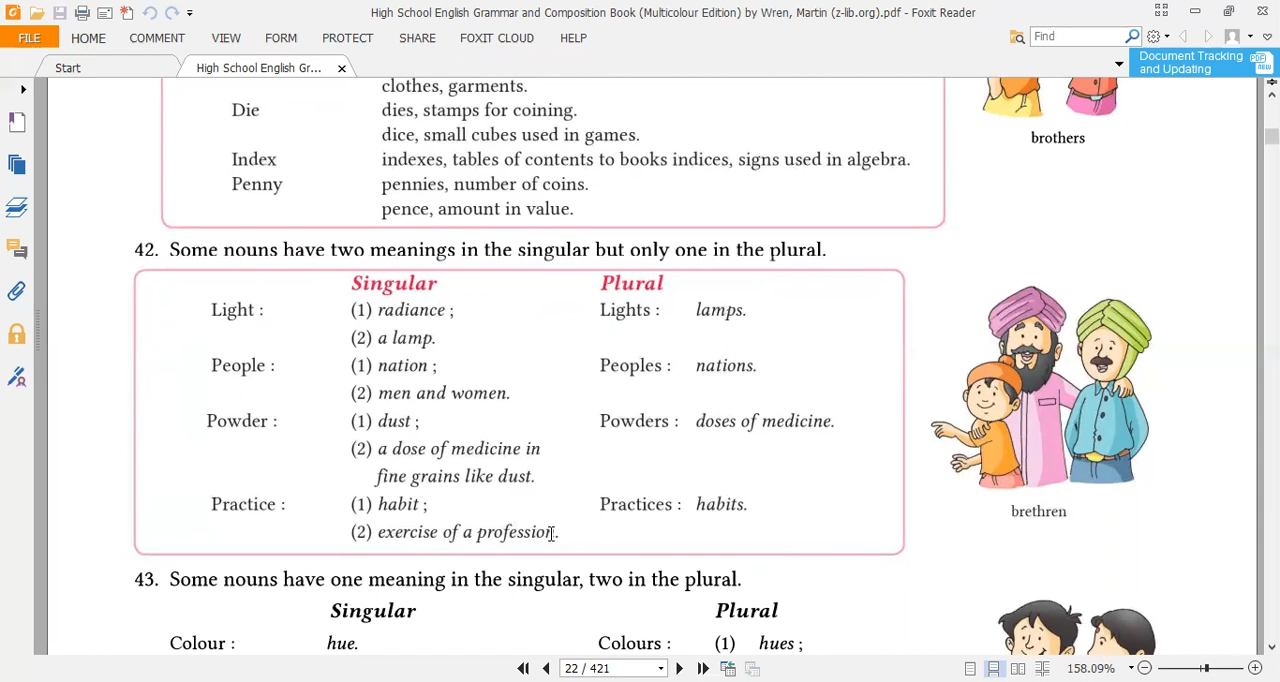 High School English Grammar and Composition Book (Multicolour Edition) by Wren, Martin (z-lib.org).pdf - Foxit Reader
FILE HOME COMMENT VIEW FORM PROTECT SHARE FOXIT CLOUD HELP Find
Start High School English Gr... Document Tracking
and Updating
clothes, garments.
Die dies, stamps for coining.
dice, small cubes used in games.
brothers
Index indexes, tables of contents to books indices, signs used in algebra.
Penny pennies, number of coins.
pence, amount in value.
42. Some nouns have two meanings in the singular but only one in the plural.
Singular Plural
Light : (1) radiance ; Lights : lamps.
(2) a lamp.
People : (1) nation ; Peoples : nations.
(2) men and women.
Powder : (1) dust ; Powders : doses of medicine.
(2) a dose of medicine in
fine grains like dust.
Practice : (1) habit ; Practices : habits.
brethren
(2) exercise of a profession.
43. Some nouns have one meaning in the singular, two in the plural.
Singular Plural
Colour : hue. Colours : (1) hues ;
22 / 421 158.09%